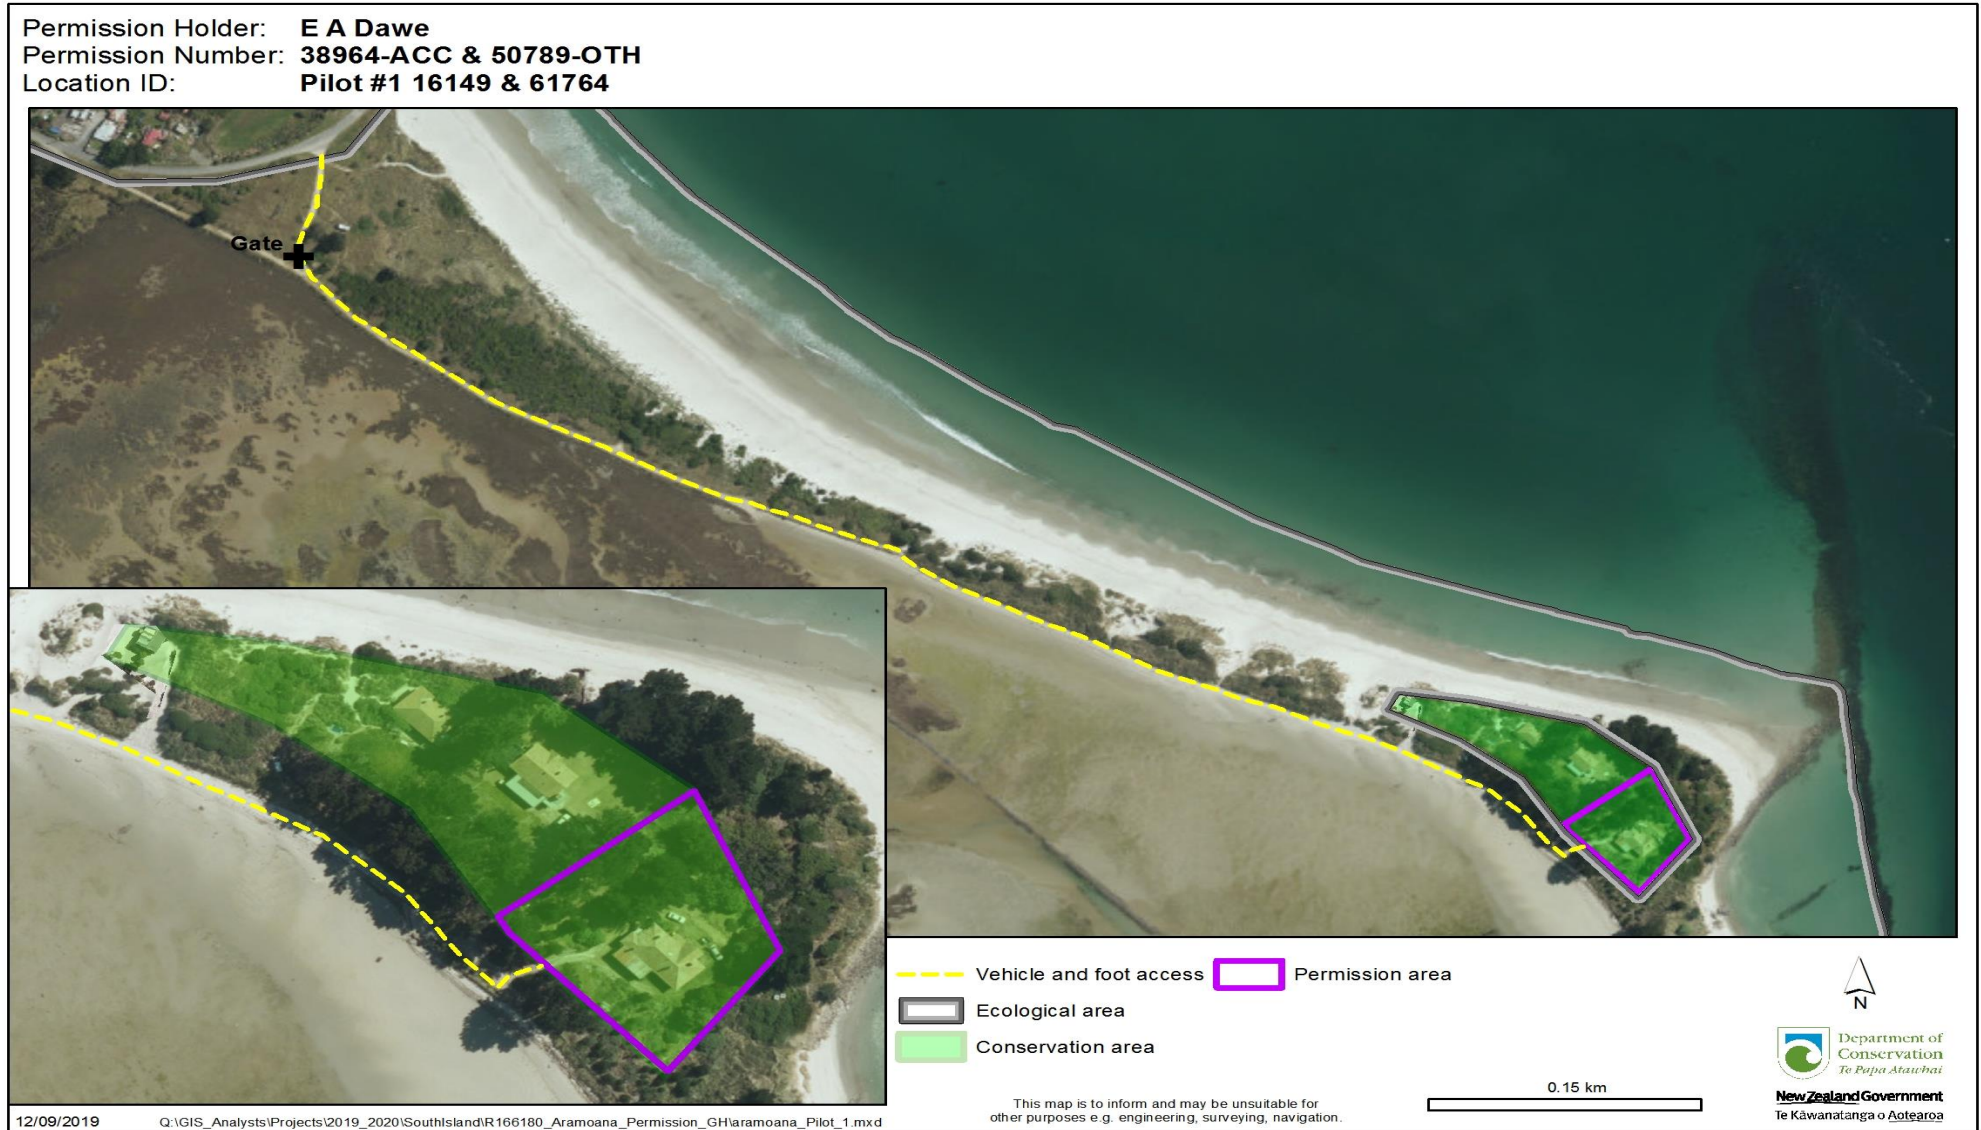 Permission Holder: E A Dawe
Permission Number: 38964-ACC & 50789-OTH
Location ID: Pilot #1 16149 & 61764
Gate
Vehicle and foot access
Permission area
Ecological area
Conservation area
N
Department of
Conservation
Te Papa Atawhai
0.15 km
New Zealand Government
Te Kāwanatanga o Aotearoa
This map is to inform and may be unsuitable for
other purposes e.g. engineering, surveying, navigation.
12/09/2019
Q:\GIS_Analysts\Projects\2019_2020\SouthIsland\R166180_Aramoana_Permission_GH\aramoana_Pilot_1.mxd